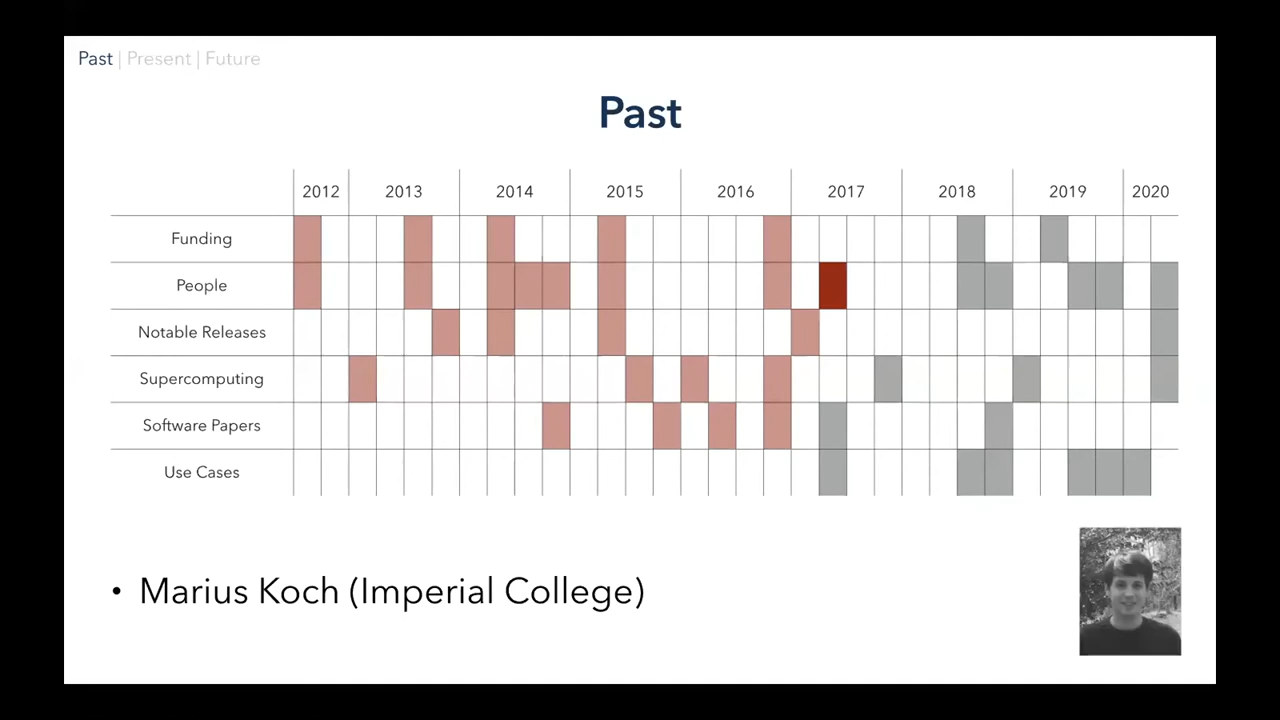 Past | Present | Future
Past
2012 2013 2014 2015 2016 2017 2018 2019 2020
Funding
People
Notable Releases
Supercomputing
Software Papers
Use Cases
• Marius Koch (Imperial College)